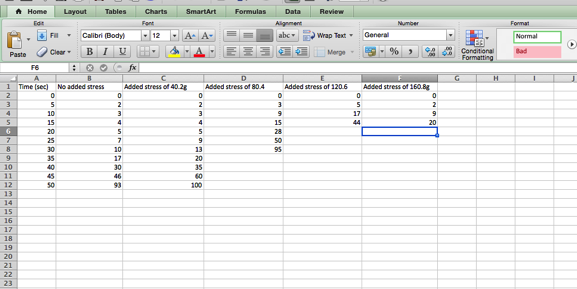 Home Layout Tables Charts SmartArt Formulas Data Review
Edit Font Alignment Number Format
Fill Calibri (Body) 12 A A abc Wrap Text General Normal
Paste Clear B I U A Merge % , Conditional Formatting Bad
F6 fx
A B C D E F G H I J
1 Time (sec) No added stress Added stress of 40.2g Added stress of 80.4 Added stress of 120.6 Added stress of 160.8g
2 0 0 0 0 0 0
3 5 2 2 3 5 2
4 10 3 3 9 17 9
5 15 4 4 15 44 20
6 20 5 5 28
7 25 7 9 50
8 30 10 13 95
9 35 17 20
10 40 30 35
11 45 46 60
12 50 93 100
13
14
15
16
17
18
19
20
21
22
23